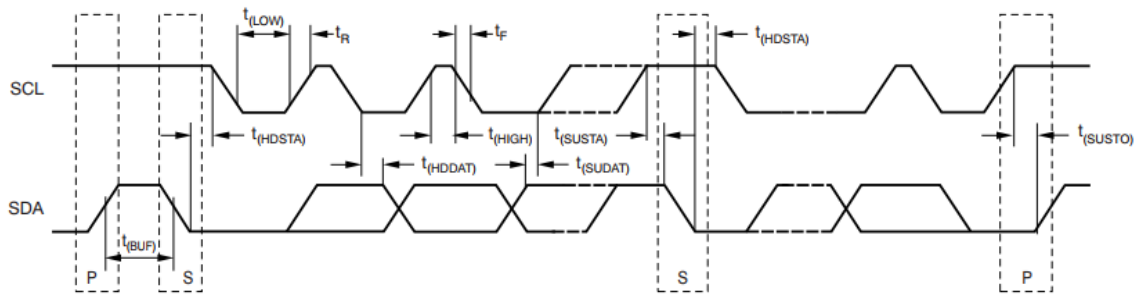 t(LOW) tR tF t(HDSTA)
SCL
t(HDSTA) t(HIGH) t(SUSTA) t(SUSTO)
t(HDDAT) t(SUDAT)
SDA
t(BUF)
P S S P